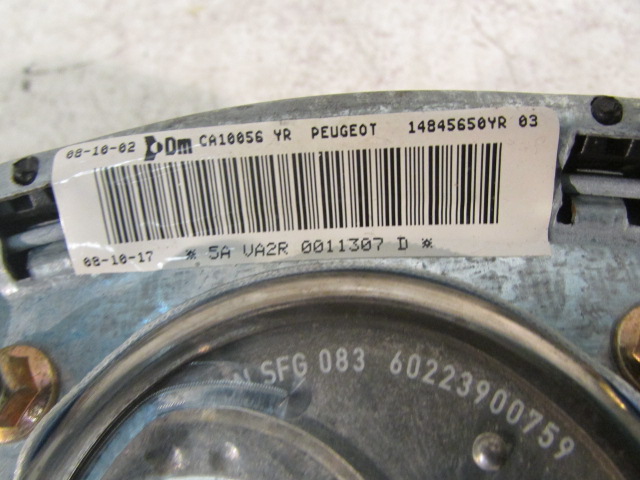 08-10-02 Dm CA10056 YR PEUGEOT 14845650YR 03
08-10-17 * 5A VA2R 0011307 D *
SFG 083 60223900759